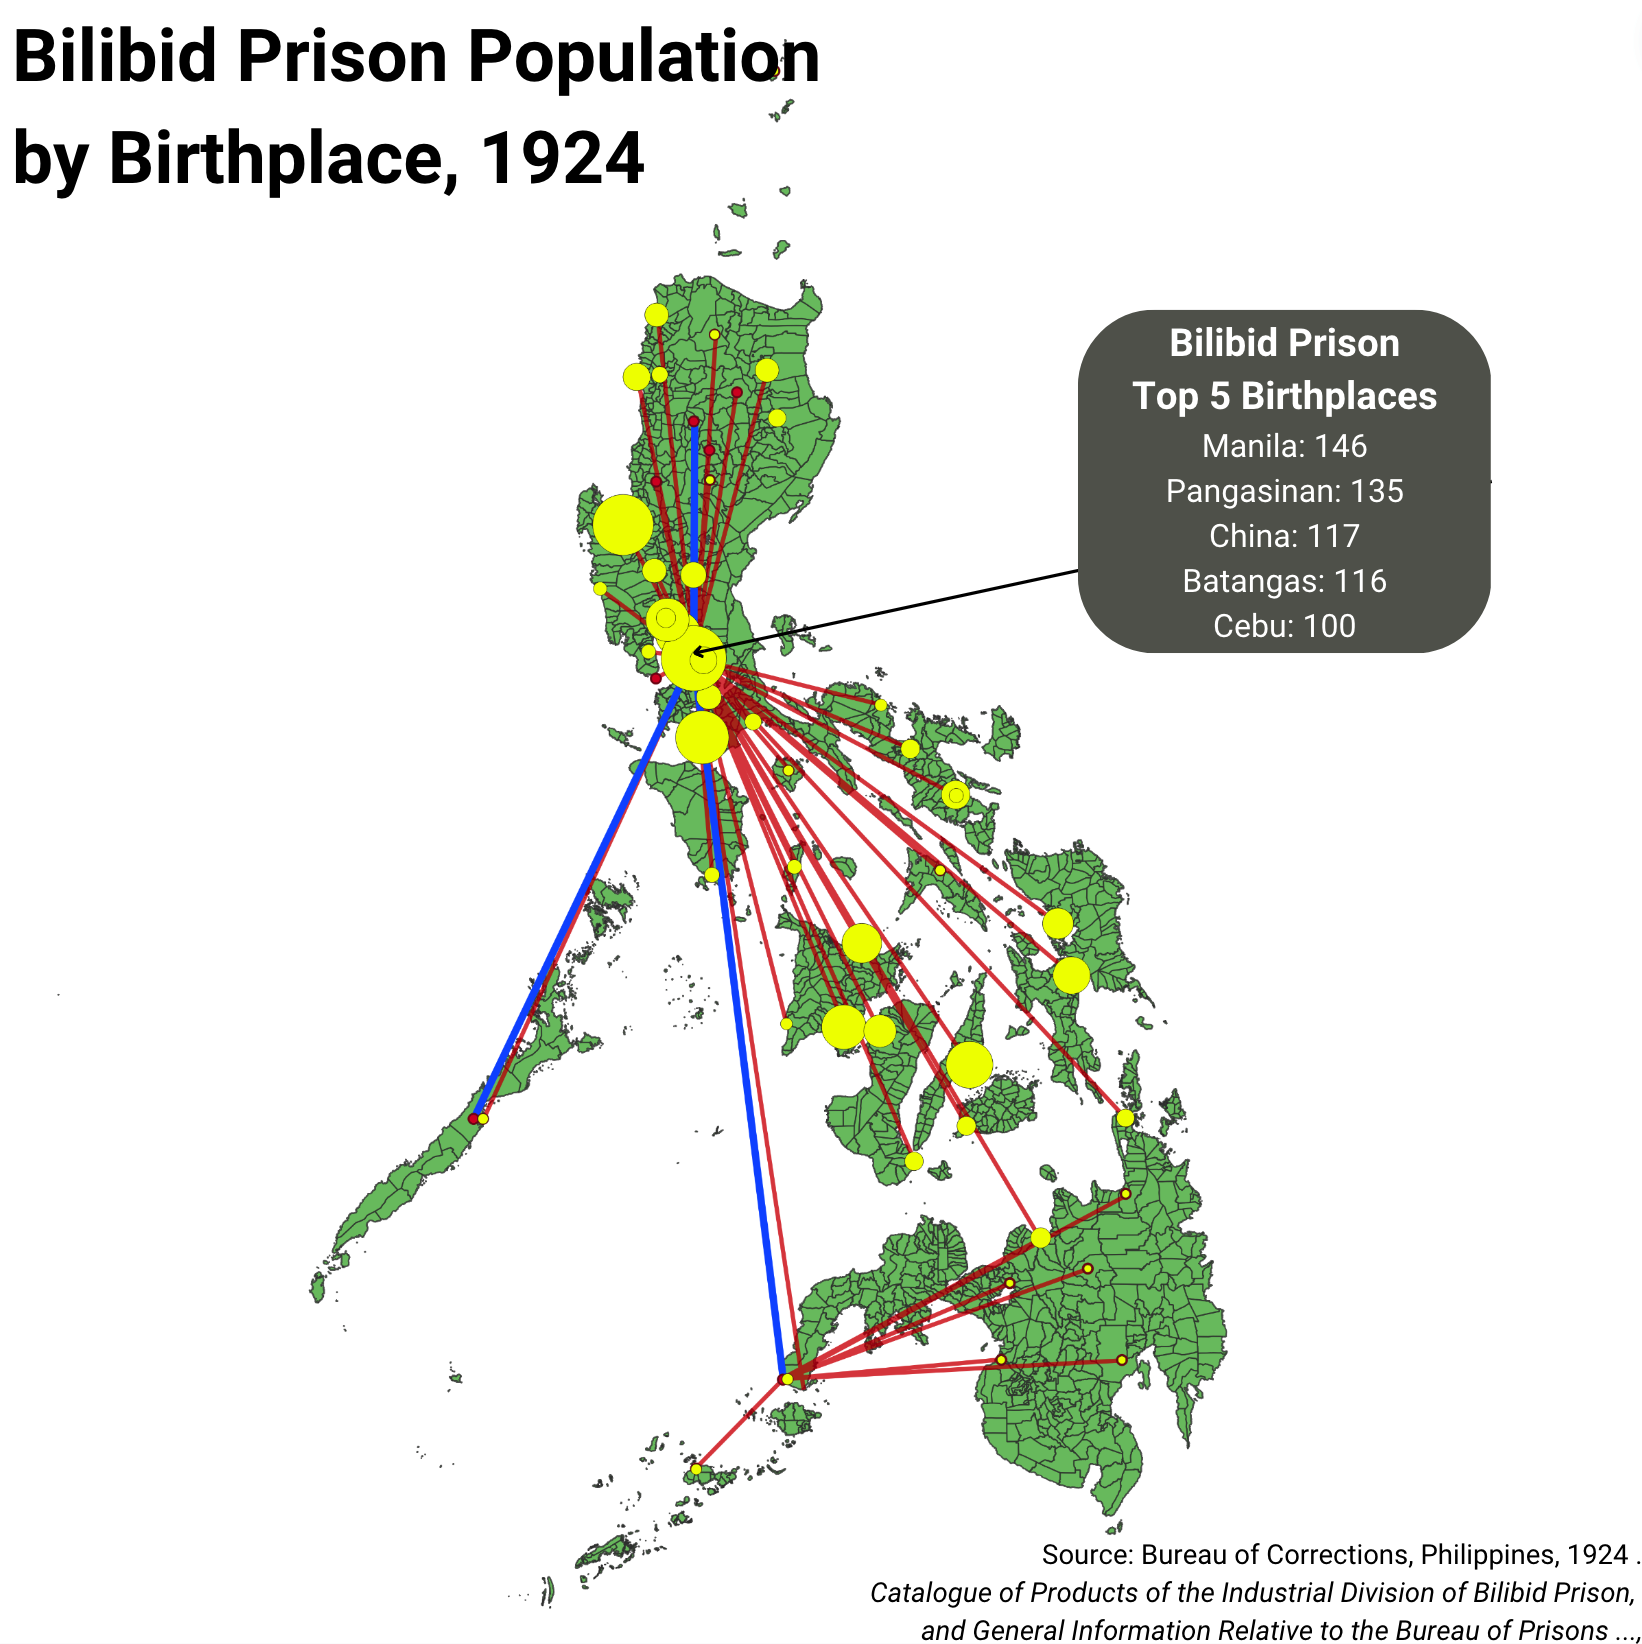 Bilibid Prison Population
by Birthplace, 1924
Bilibid Prison
Top 5 Birthplaces
Manila: 146
Pangasinan: 135
China: 117
Batangas: 116
Cebu: 100
Source: Bureau of Corrections, Philippines, 1924 .
Catalogue of Products of the Industrial Division of Bilibid Prison,
and General Information Relative to the Bureau of Prisons ...,